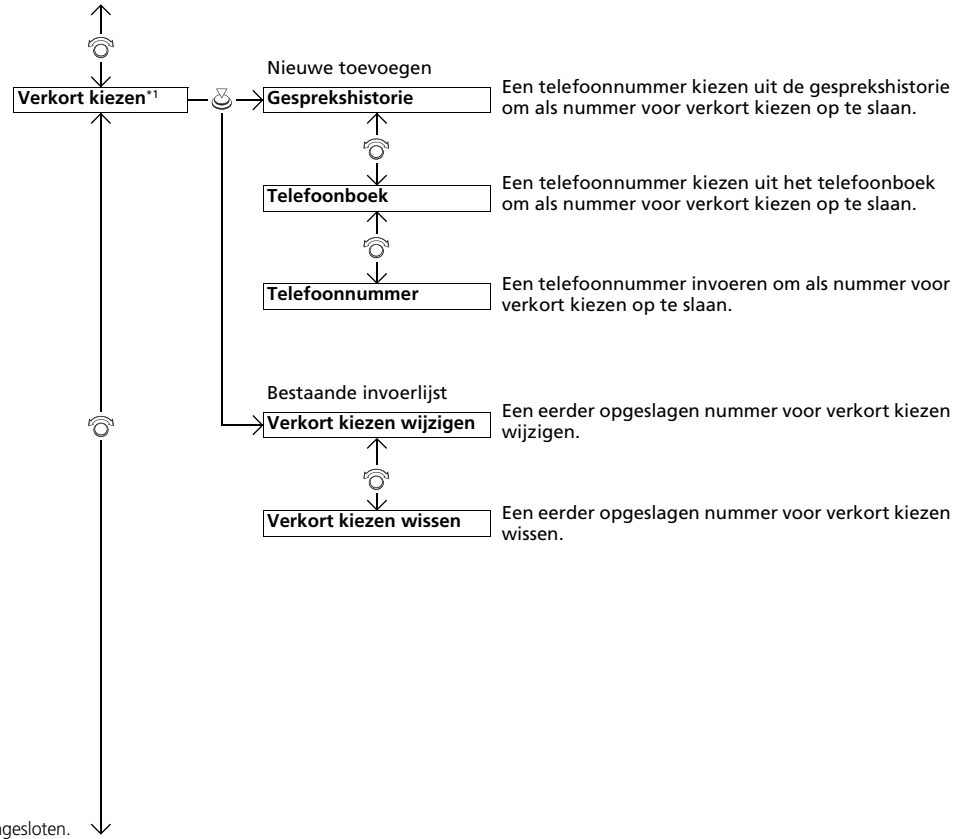 Nieuwe toevoegen
Verkort kiezen*1
Gesprekshistorie
Een telefoonnummer kiezen uit de gesprekshistorie
om als nummer voor verkort kiezen op te slaan.
Telefoonboek
Een telefoonnummer kiezen uit het telefoonboek
om als nummer voor verkort kiezen op te slaan.
Telefoonnummer
Een telefoonnummer invoeren om als nummer voor
verkort kiezen op te slaan.
Bestaande invoerlijst
Verkort kiezen wijzigen
Een eerder opgeslagen nummer voor verkort kiezen
wijzigen.
Verkort kiezen wissen
Een eerder opgeslagen nummer voor verkort kiezen
wissen.
gesloten.